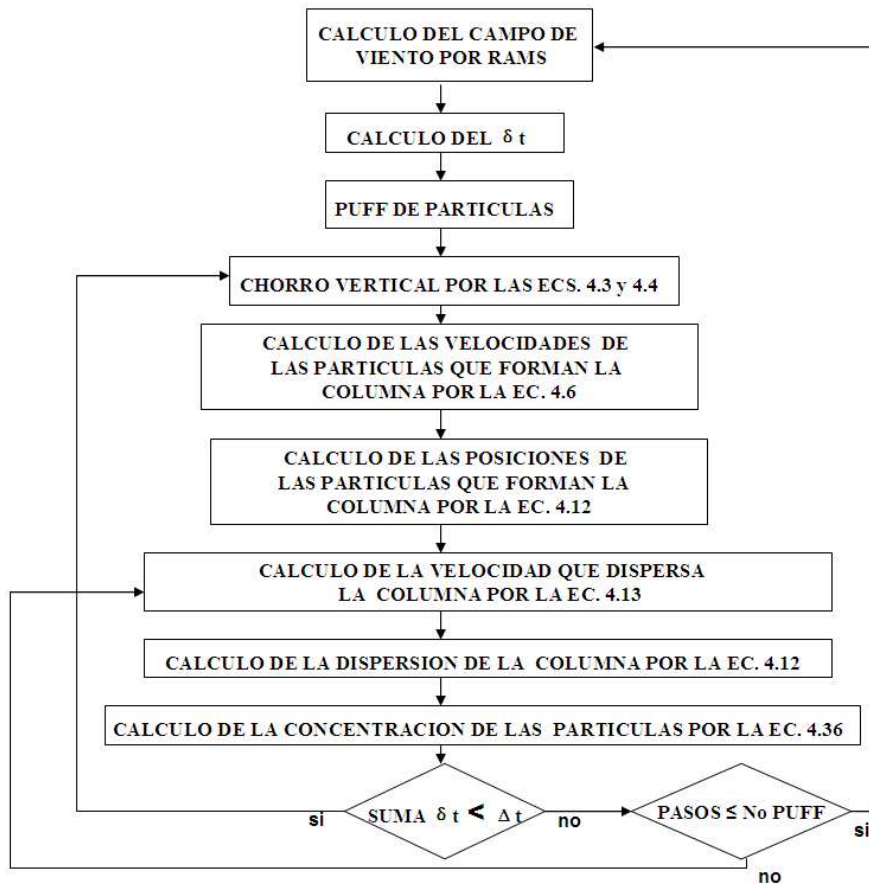 CALCULO DEL CAMPO DE
VIENTO POR RAMS
CALCULO DEL δ t
PUFF DE PARTICULAS
CHORRO VERTICAL POR LAS ECS. 4.3 y 4.4
CALCULO DE LAS VELOCIDADES DE
LAS PARTICULAS QUE FORMAN LA
COLUMNA POR LA EC. 4.6
CALCULO DE LAS POSICIONES DE
LAS PARTICULAS QUE FORMAN LA
COLUMNA POR LA EC. 4.12
CALCULO DE LA VELOCIDAD QUE DISPERSA
LA COLUMNA POR LA EC. 4.13
CALCULO DE LA DISPERSION DE LA COLUMNA POR LA EC. 4.12
CALCULO DE LA CONCENTRACION DE LAS PARTICULAS POR LA EC. 4.36
si
SUMA δ t < Δ t
no
PASOS ≤ No PUFF
si
no